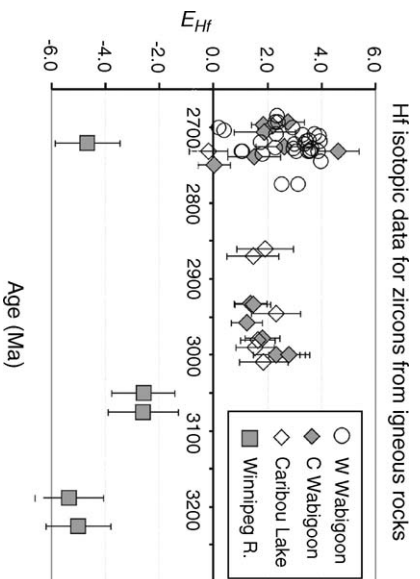 Hf isotopic data for zircons from igneous rocks
E_Hf
-6.0 -4.0 -2.0 0.0 2.0 4.0 6.0
2700 2800 2900 3000 3100 3200
Age (Ma)
W Wabigoon
C Wabigoon
Caribou Lake
Winnipeg R.